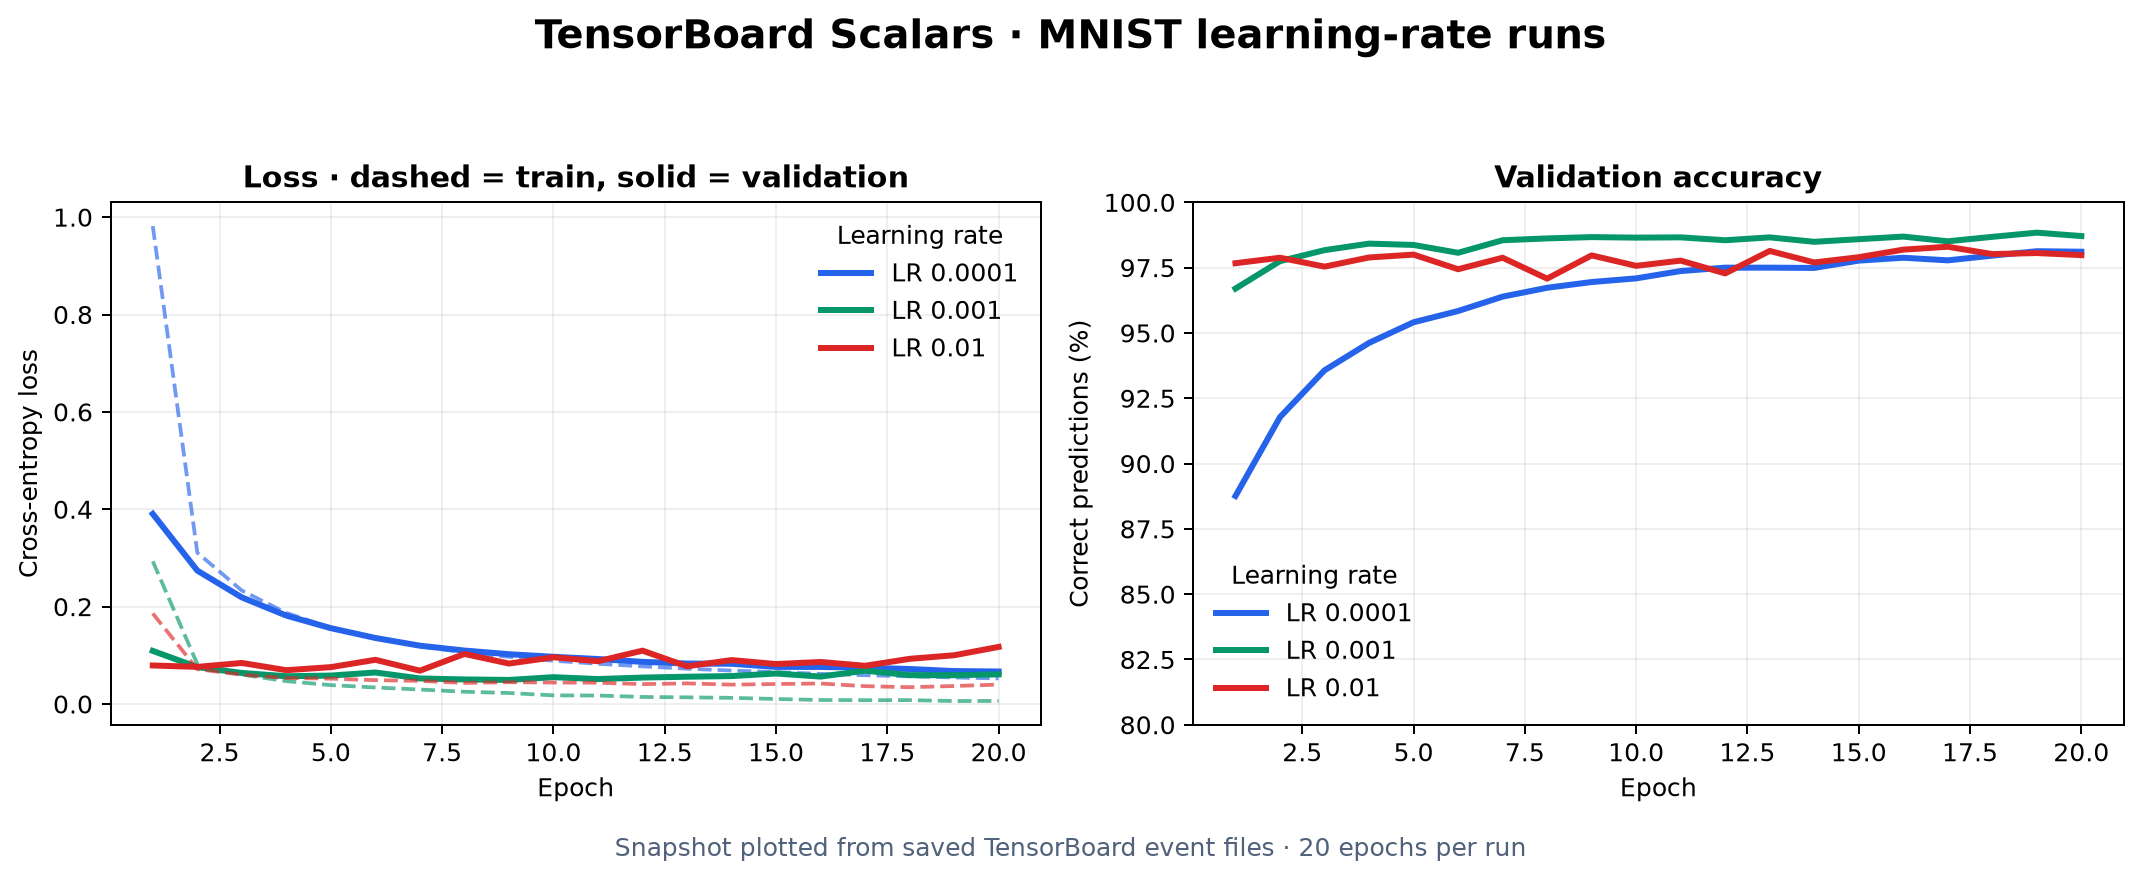 TensorBoard Scalars · MNIST learning-rate runs
Loss · dashed = train, solid = validation
Cross-entropy loss
1.0
0.8
0.6
0.4
0.2
0.0
Learning rate
LR 0.0001
LR 0.001
LR 0.01
2.5 5.0 7.5 10.0 12.5 15.0 17.5 20.0
Epoch
Validation accuracy
Correct predictions (%)
100.0
97.5
95.0
92.5
90.0
87.5
85.0
82.5
80.0
Learning rate
LR 0.0001
LR 0.001
LR 0.01
2.5 5.0 7.5 10.0 12.5 15.0 17.5 20.0
Epoch
Snapshot plotted from saved TensorBoard event files · 20 epochs per run